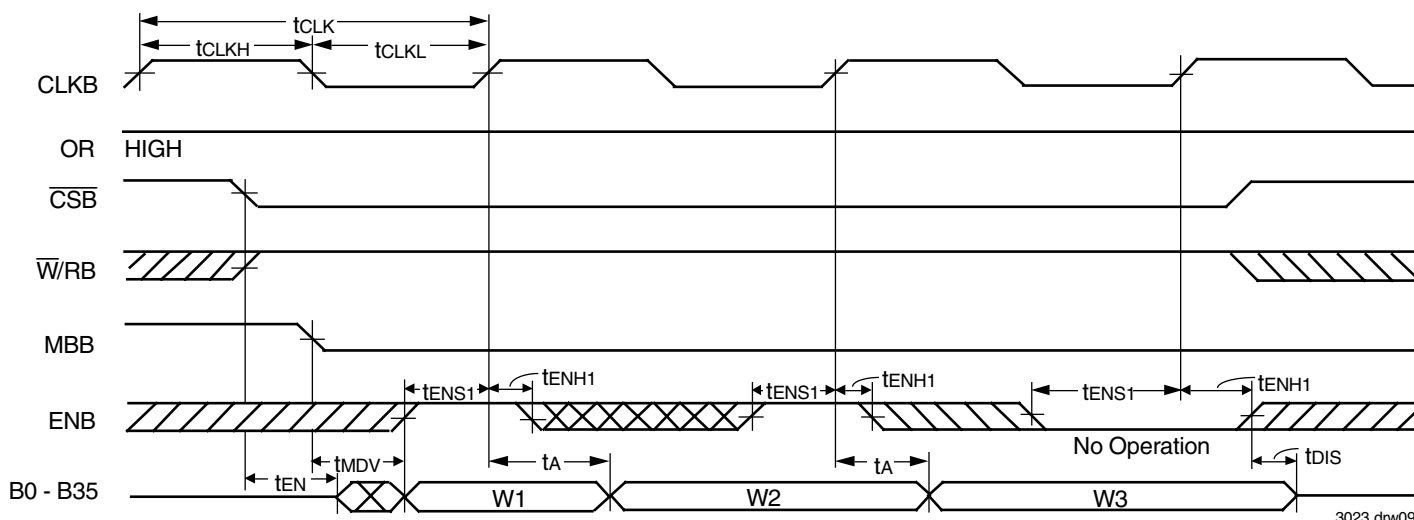 tCLK
tCLKH
tCLKL
CLKB
OR HIGH
CSB
W/RB
MBB
tENS1
tENH1
tENS1
tENH1
tENS1
tENH1
ENB
No Operation
tMDV
tA
tA
tDIS
tEN
B0 - B35
W1
W2
W3
3023 drw09